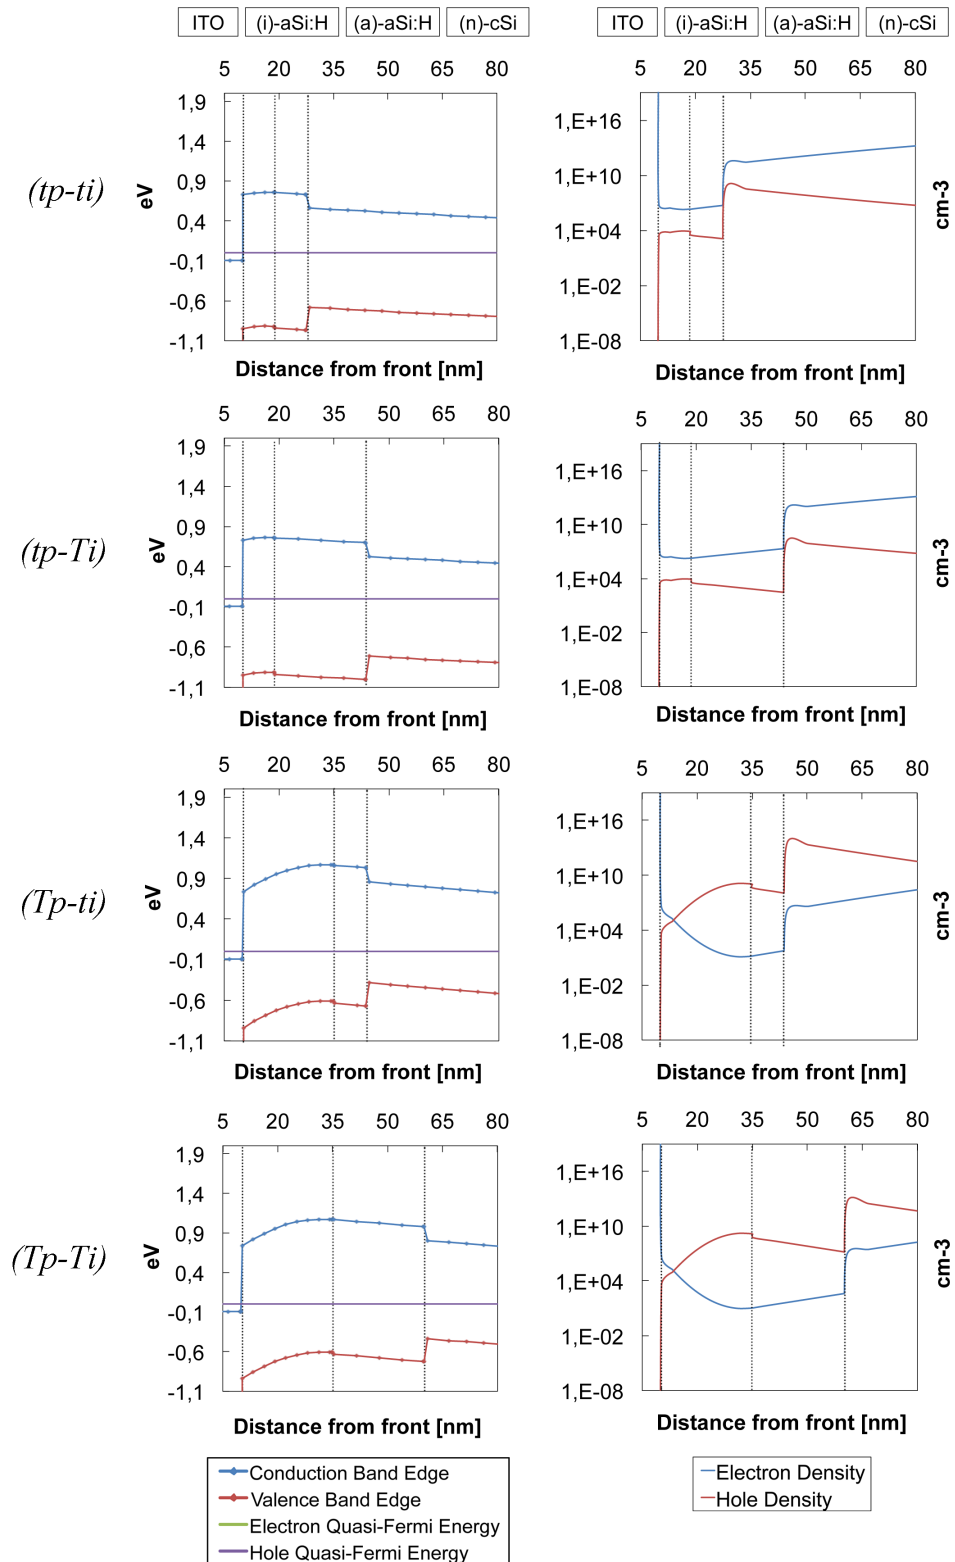 ITO (i)-aSi:H (a)-aSi:H (n)-cSi ITO (i)-aSi:H (a)-aSi:H (n)-cSi
5 20 35 50 65 80 5 20 35 50 65 80
(tp-ti)
eV
1,9
1,4
0,9
0,4
-0,1
-0,6
-1,1
Distance from front [nm]
1,E+16
1,E+10
1,E+04
1,E-02
1,E-08
cm-3
Distance from front [nm]
5 20 35 50 65 80 5 20 35 50 65 80
(tp-Ti)
eV
1,9
1,4
0,9
0,4
-0,1
-0,6
-1,1
Distance from front [nm]
1,E+16
1,E+10
1,E+04
1,E-02
1,E-08
cm-3
Distance from front [nm]
5 20 35 50 65 80 5 20 35 50 65 80
(Tp-ti)
eV
1,9
1,4
0,9
0,4
-0,1
-0,6
-1,1
Distance from front [nm]
1,E+16
1,E+10
1,E+04
1,E-02
1,E-08
cm-3
Distance from front [nm]
5 20 35 50 65 80 5 20 35 50 65 80
(Tp-Ti)
eV
1,9
1,4
0,9
0,4
-0,1
-0,6
-1,1
Distance from front [nm]
1,E+16
1,E+10
1,E+04
1,E-02
1,E-08
cm-3
Distance from front [nm]
Conduction Band Edge
Valence Band Edge
Electron Quasi-Fermi Energy
Hole Quasi-Fermi Energy
Electron Density
Hole Density